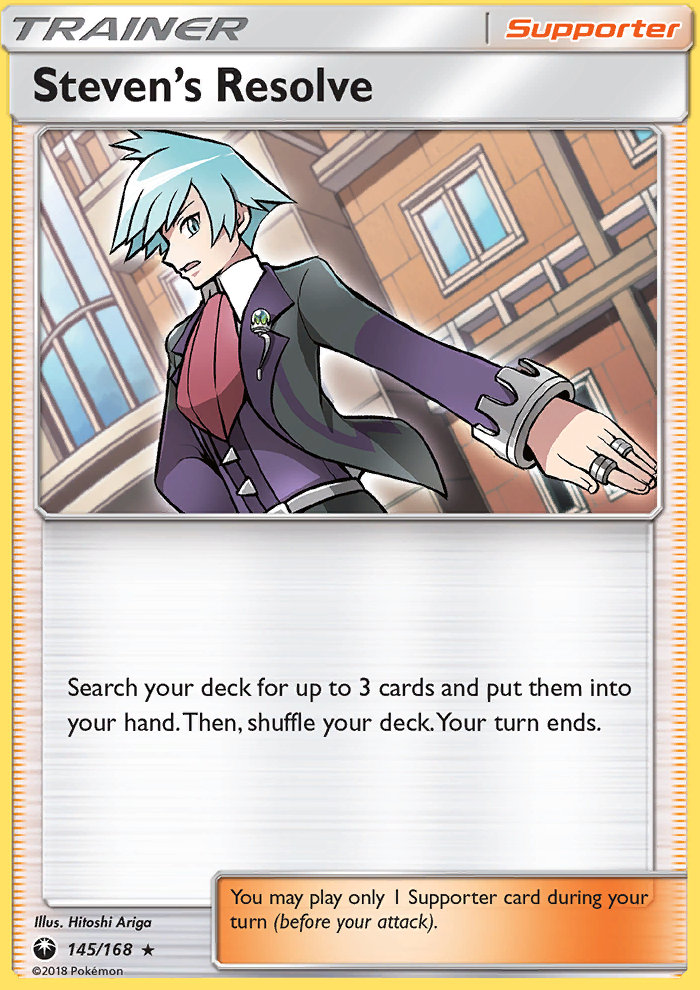 TRAINER
Supporter
Steven's Resolve
Search your deck for up to 3 cards and put them into
your hand. Then, shuffle your deck. Your turn ends.
You may play only 1 Supporter card during your
turn (before your attack).
Illus. Hitoshi Ariga
145/168 ★
©2018 Pokémon